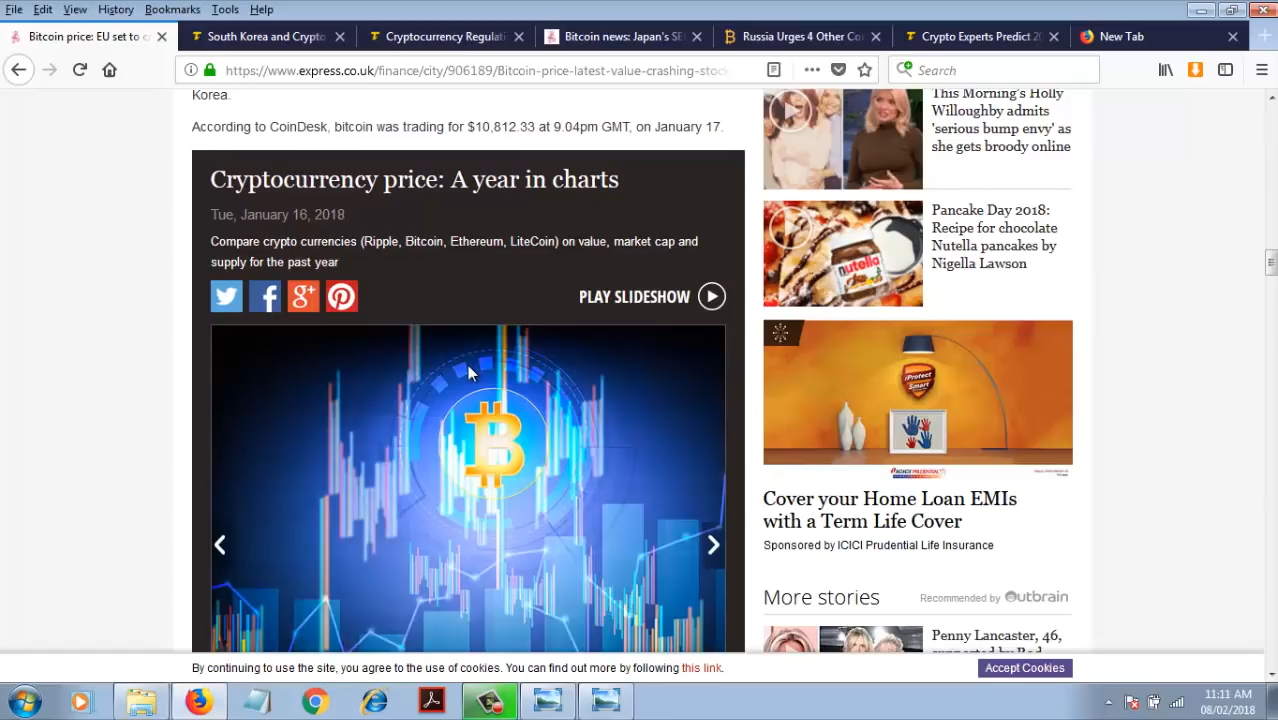 File Edit View History Bookmarks Tools Help
Bitcoin price: EU set to c
South Korea and Crypto
Cryptocurrency Regulati
Bitcoin news: Japan's SE
Russia Urges 4 Other Co
Crypto Experts Predict 20
New Tab
https://www.express.co.uk/finance/city/906189/Bitcoin-price-latest-value-crashing-stoc
Search
Korea.
According to CoinDesk, bitcoin was trading for $10,812.33 at 9.04pm GMT, on January 17.
Cryptocurrency price: A year in charts
Tue, January 16, 2018
Compare crypto currencies (Ripple, Bitcoin, Ethereum, LiteCoin) on value, market cap and
supply for the past year
PLAY SLIDESHOW
This Morning's Holly
Willoughby admits
'serious bump envy' as
she gets broody online
nutella
Pancake Day 2018:
Recipe for chocolate
Nutella pancakes by
Nigella Lawson
iProtect
Smart
ICICI PRUDENTIAL
Cover your Home Loan EMIs
with a Term Life Cover
Sponsored by ICICI Prudential Life Insurance
More stories
Recommended by Outbrain
Penny Lancaster, 46,
By continuing to use the site, you agree to the use of cookies. You can find out more by following this link.
Accept Cookies
11:11 AM
08/02/2018